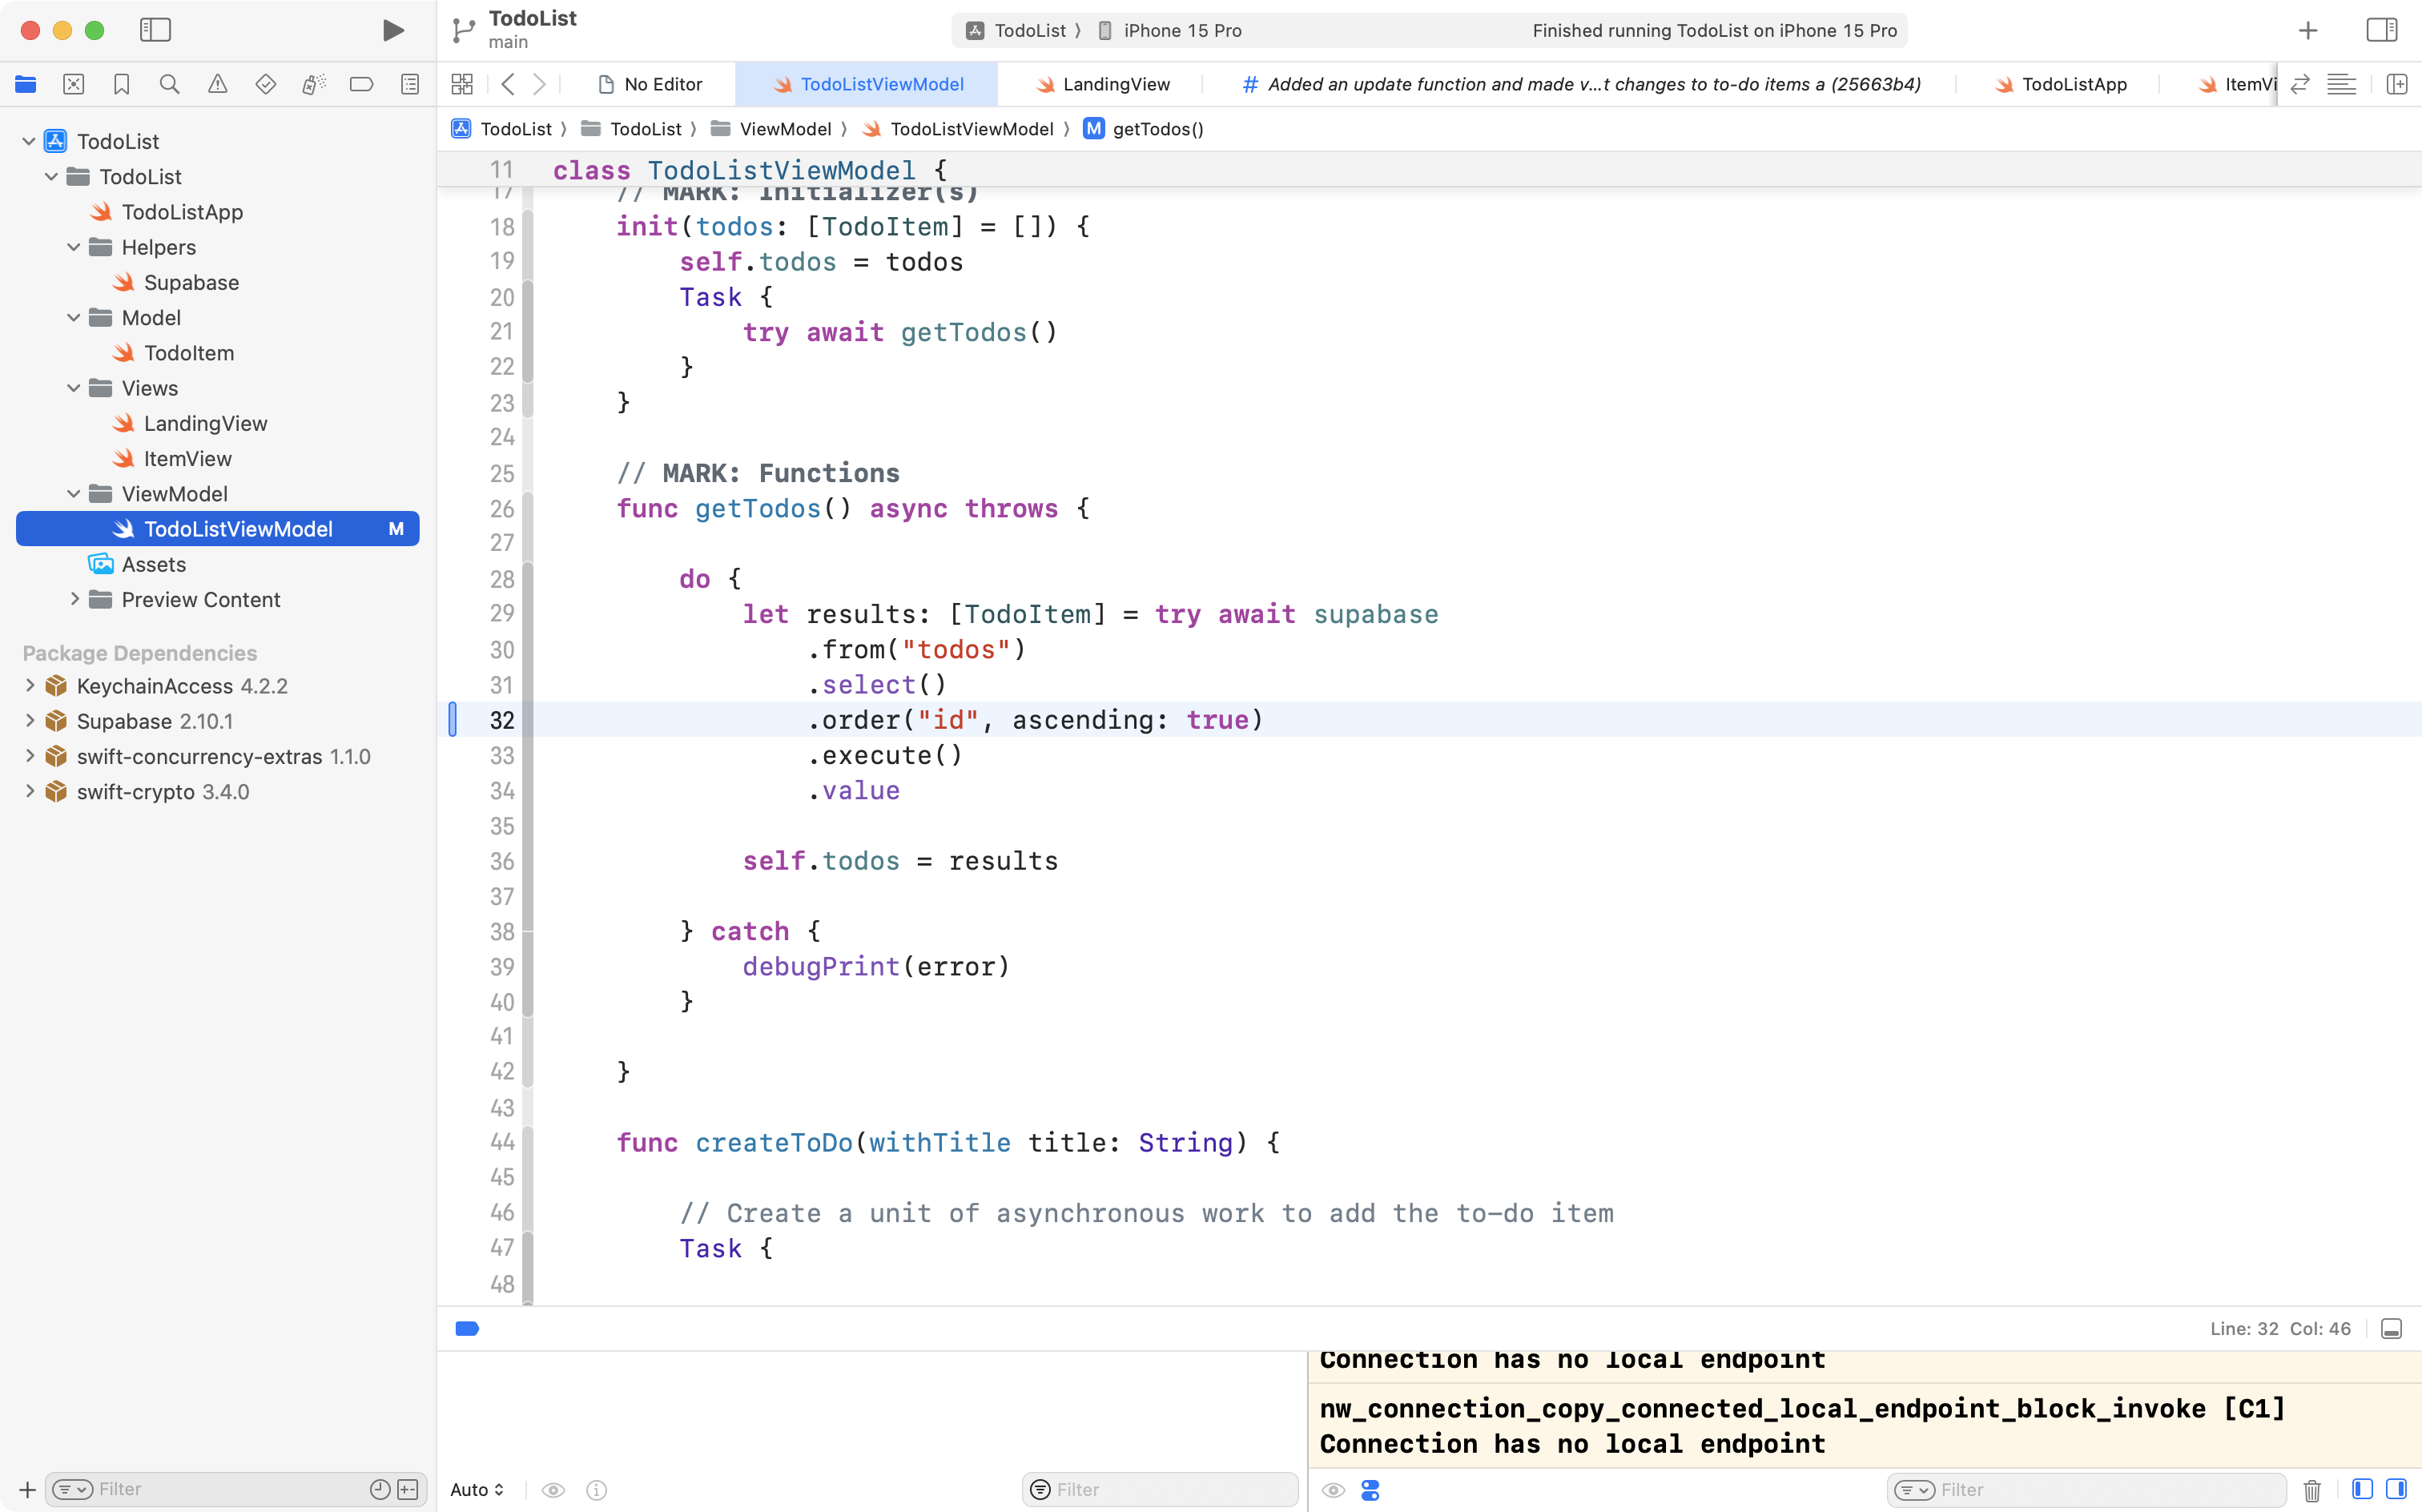 TodoList
main
TodoList 〉 iPhone 15 Pro
Finished running TodoList on iPhone 15 Pro
No Editor
TodoListViewModel
LandingView
# Added an update function and made v...t changes to to-do items a (25663b4)
TodoListApp
ItemVi
TodoList 〉 TodoList 〉 ViewModel 〉 TodoListViewModel 〉 M getTodos()
TodoList
TodoList
TodoListApp
Helpers
Supabase
Model
TodoItem
Views
LandingView
ItemView
ViewModel
TodoListViewModel M
Assets
Preview Content
Package Dependencies
KeychainAccess 4.2.2
Supabase 2.10.1
swift-concurrency-extras 1.1.0
swift-crypto 3.4.0
Filter
11 class TodoListViewModel {
17 // MARK: Initializer(s)
18 init(todos: [TodoItem] = []) {
19 self.todos = todos
20 Task {
21 try await getTodos()
22 }
23 }
24
25 // MARK: Functions
26 func getTodos() async throws {
27
28 do {
29 let results: [TodoItem] = try await supabase
30 .from("todos")
31 .select()
32 .order("id", ascending: true)
33 .execute()
34 .value
35
36 self.todos = results
37
38 } catch {
39 debugPrint(error)
40 }
41
42 }
43
44 func createToDo(withTitle title: String) {
45
46 // Create a unit of asynchronous work to add the to-do item
47 Task {
48
Line: 32 Col: 46
Connection has no local endpoint
nw_connection_copy_connected_local_endpoint_block_invoke [C1]
Connection has no local endpoint
Auto
Filter
Filter